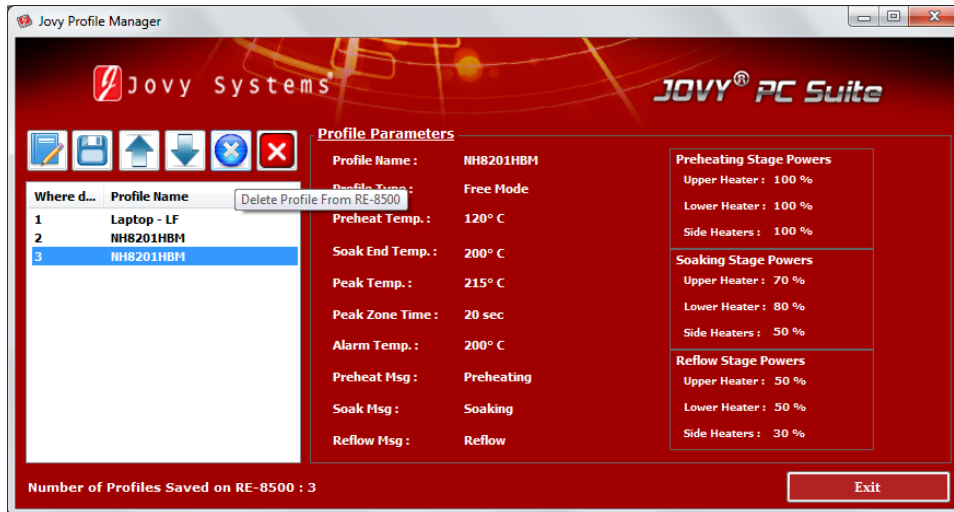 Jovy Profile Manager
Jovy Systems
JOVY® PC Suite
Where d... Profile Name
1 Laptop - LF
2 NH8201HBM
3 NH8201HBM
Delete Profile From RE-8500
Profile Parameters
Profile Name : NH8201HBM
Profile Type : Free Mode
Preheat Temp. : 120° C
Soak End Temp. : 200° C
Peak Temp. : 215° C
Peak Zone Time : 20 sec
Alarm Temp. : 200° C
Preheat Msg : Preheating
Soak Msg : Soaking
Reflow Msg : Reflow
Preheating Stage Powers
Upper Heater : 100 %
Lower Heater : 100 %
Side Heaters : 100 %
Soaking Stage Powers
Upper Heater : 70 %
Lower Heater : 80 %
Side Heaters : 50 %
Reflow Stage Powers
Upper Heater : 50 %
Lower Heater : 50 %
Side Heaters : 30 %
Number of Profiles Saved on RE-8500 : 3
Exit